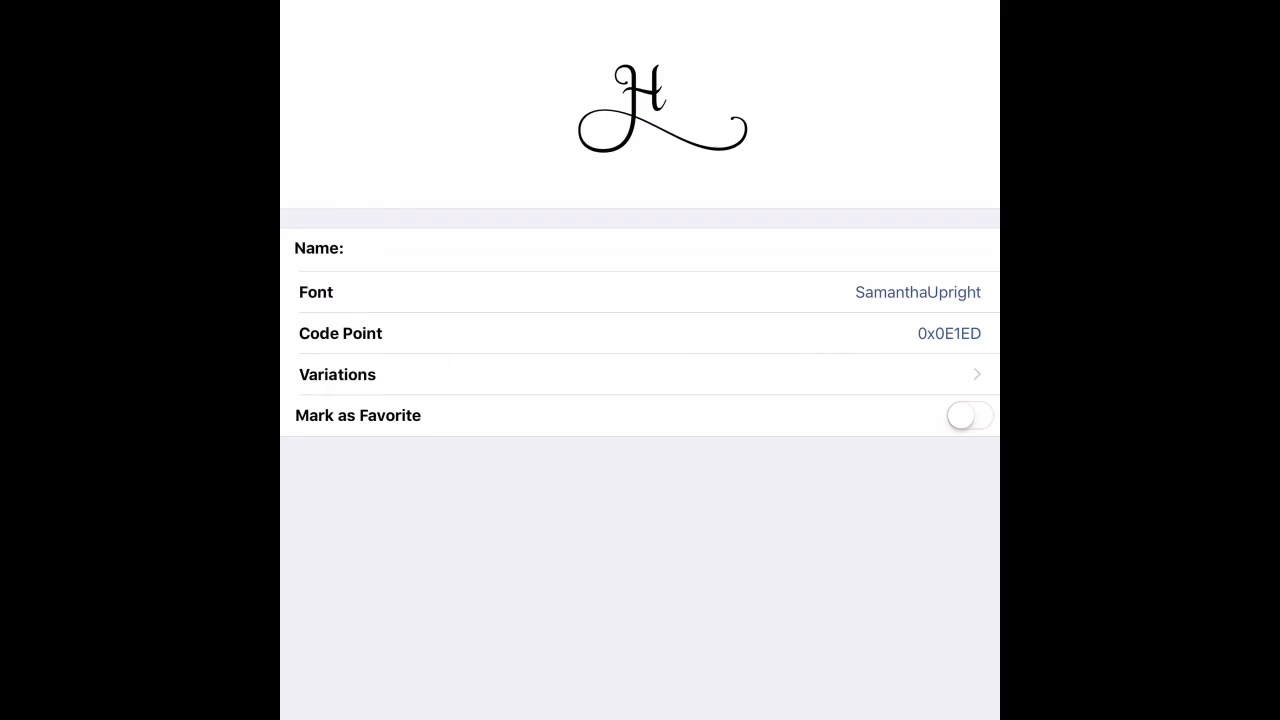 H
Name:
Font SamanthaUpright
Code Point 0x0E1ED
Variations
Mark as Favorite